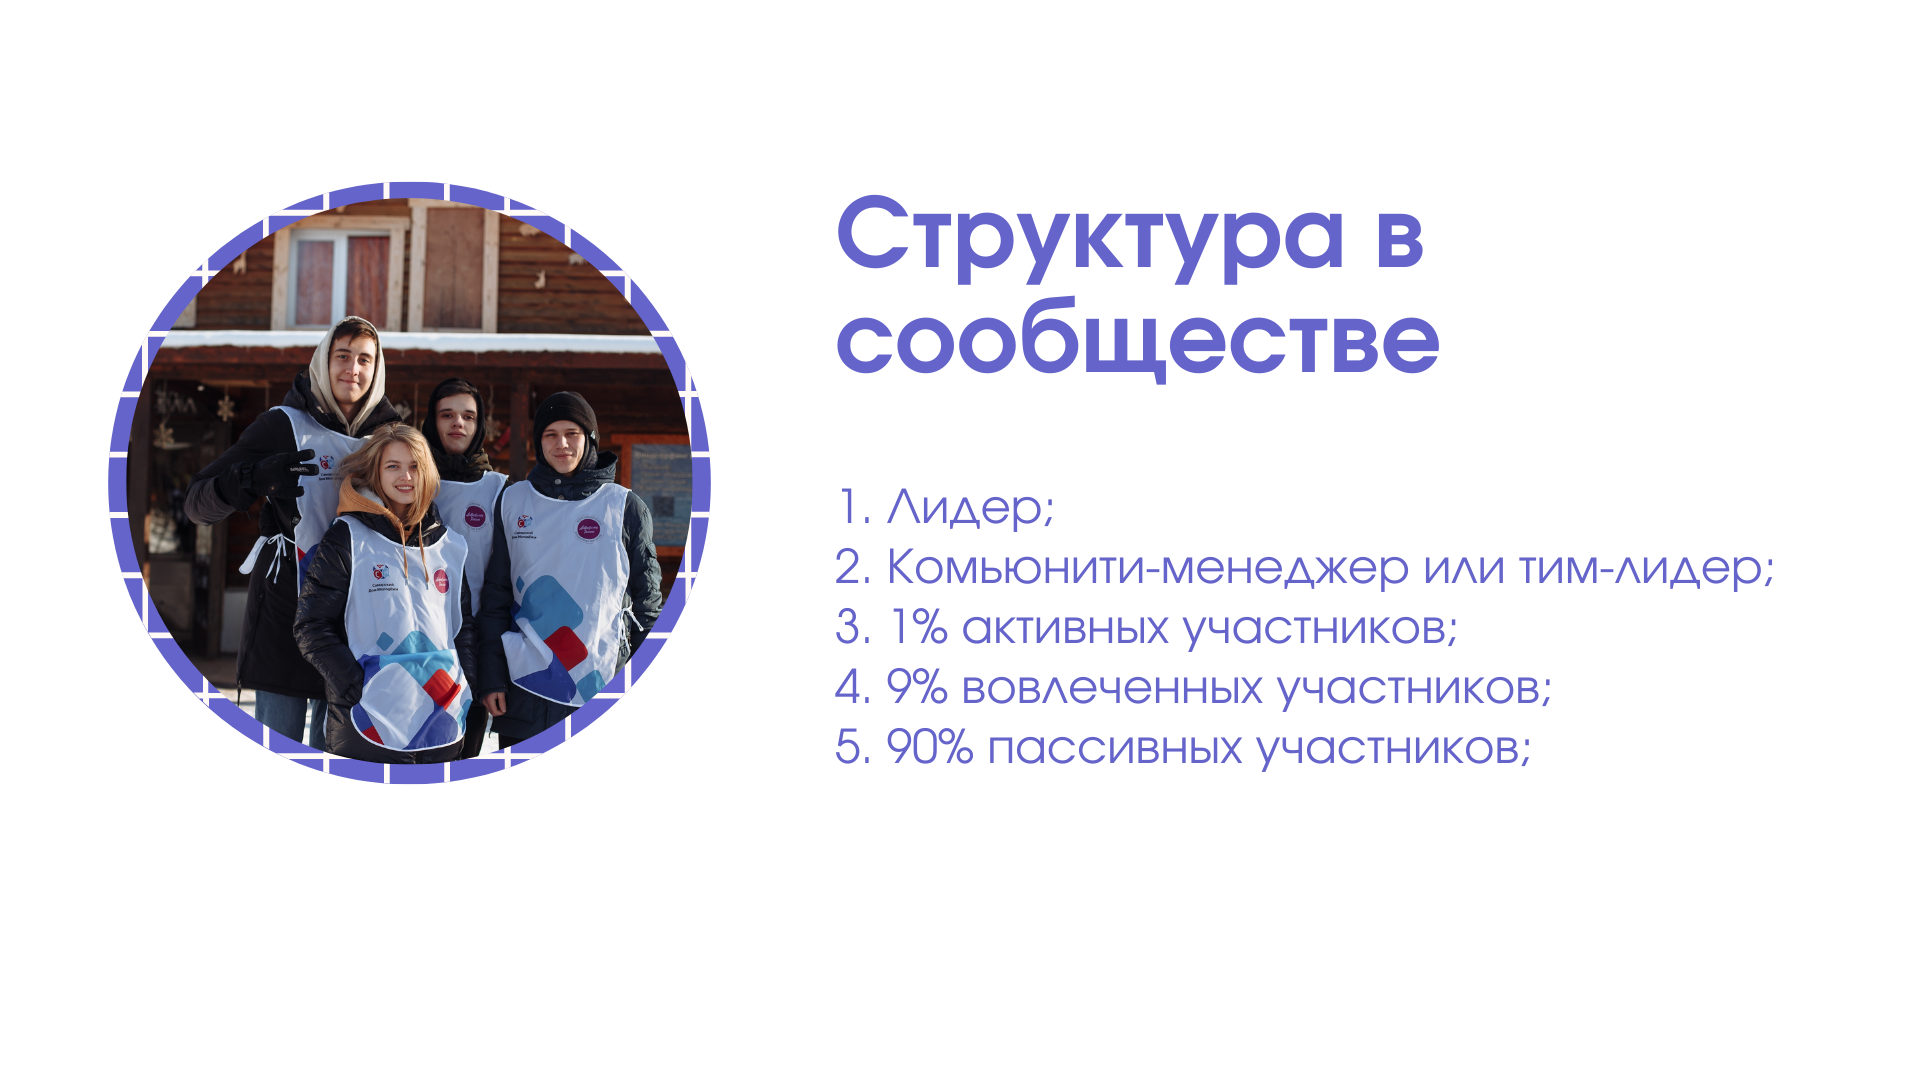 Структура в
сообществе
1. Лидер;
2. Комьюнити-менеджер или тим-лидер;
3. 1% активных участников;
4. 9% вовлеченных участников;
5. 90% пассивных участников;